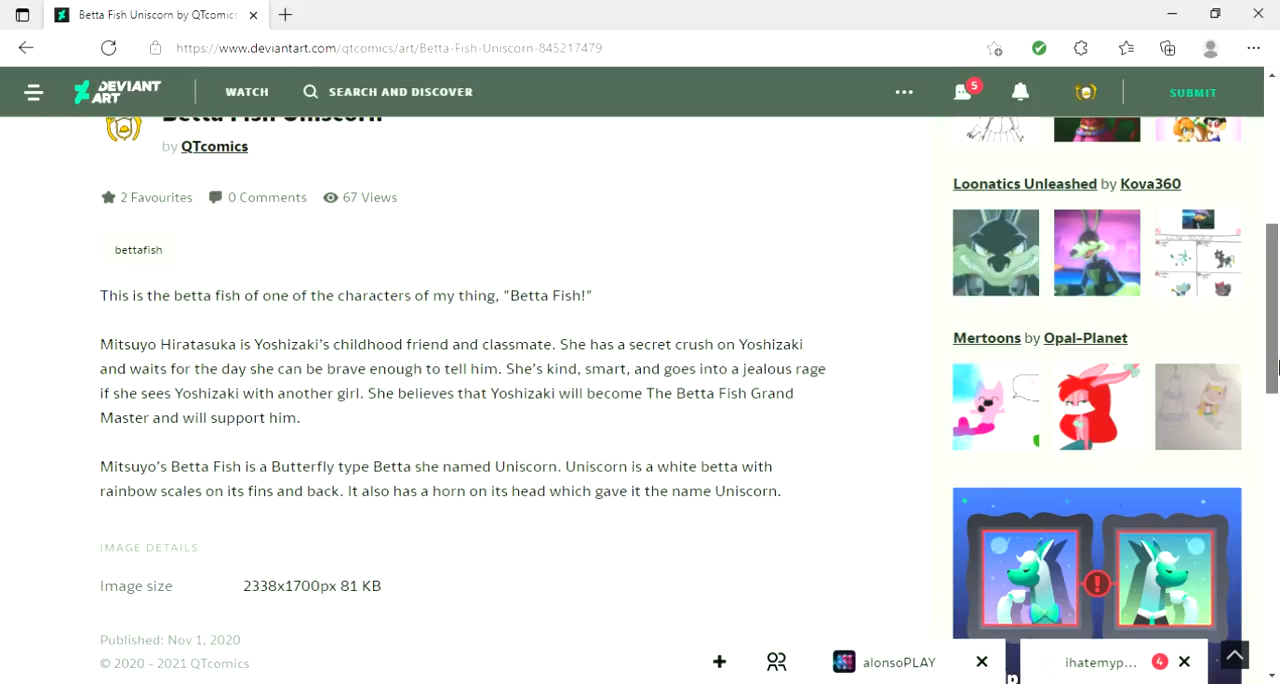 Betta Fish Uniscorn by QTcomic
https://www.deviantart.com/qtcomics/art/Betta-Fish-Uniscorn-845217479
DEVIANT
ART
WATCH
SEARCH AND DISCOVER
5
SUBMIT
Betta Fish Uniscorn
by QTcomics
2 Favourites
0 Comments
67 Views
bettafish
This is the betta fish of one of the characters of my thing, "Betta Fish!"
Mitsuyo Hiratasuka is Yoshizaki's childhood friend and classmate. She has a secret crush on Yoshizaki
and waits for the day she can be brave enough to tell him. She's kind, smart, and goes into a jealous rage
if she sees Yoshizaki with another girl. She believes that Yoshizaki will become The Betta Fish Grand
Master and will support him.
Mitsuyo's Betta Fish is a Butterfly type Betta she named Uniscorn. Uniscorn is a white betta with
rainbow scales on its fins and back. It also has a horn on its head which gave it the name Uniscorn.
IMAGE DETAILS
Image size 2338x1700px 81 KB
Published: Nov 1, 2020
© 2020 - 2021 QTcomics
Loonatics Unleashed by Kova360
Mertoons by Opal-Planet
alonsoPLAY
ihatemyp...
4